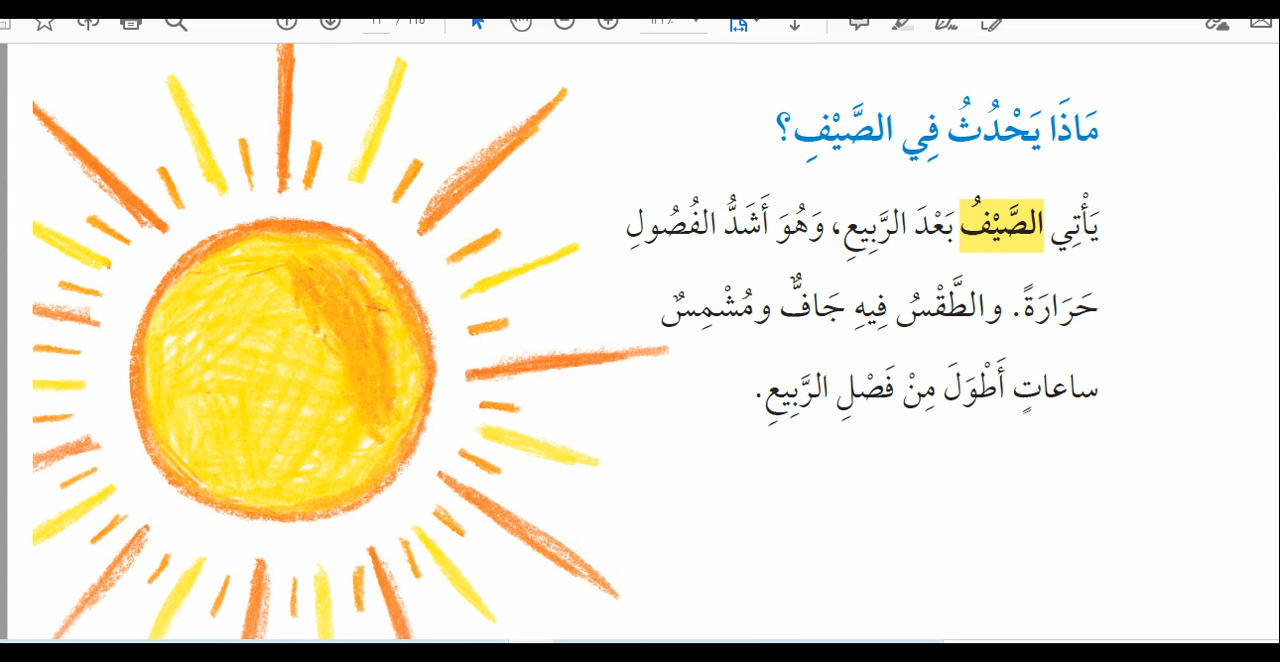 مَاذَا يَحْدُثُ فِي الصَّيْفِ؟
يَأْتِي الصَّيْفُ بَعْدَ الرَّبِيعِ، وَهُوَ أَشَدُّ الفُصُولِ
حَرَارَةً. والطَّقْسُ فِيهِ جَافٌّ ومُشْمِسٌ
ساعاتٍ أَطْوَلَ مِنْ فَصْلِ الرَّبِيعِ.